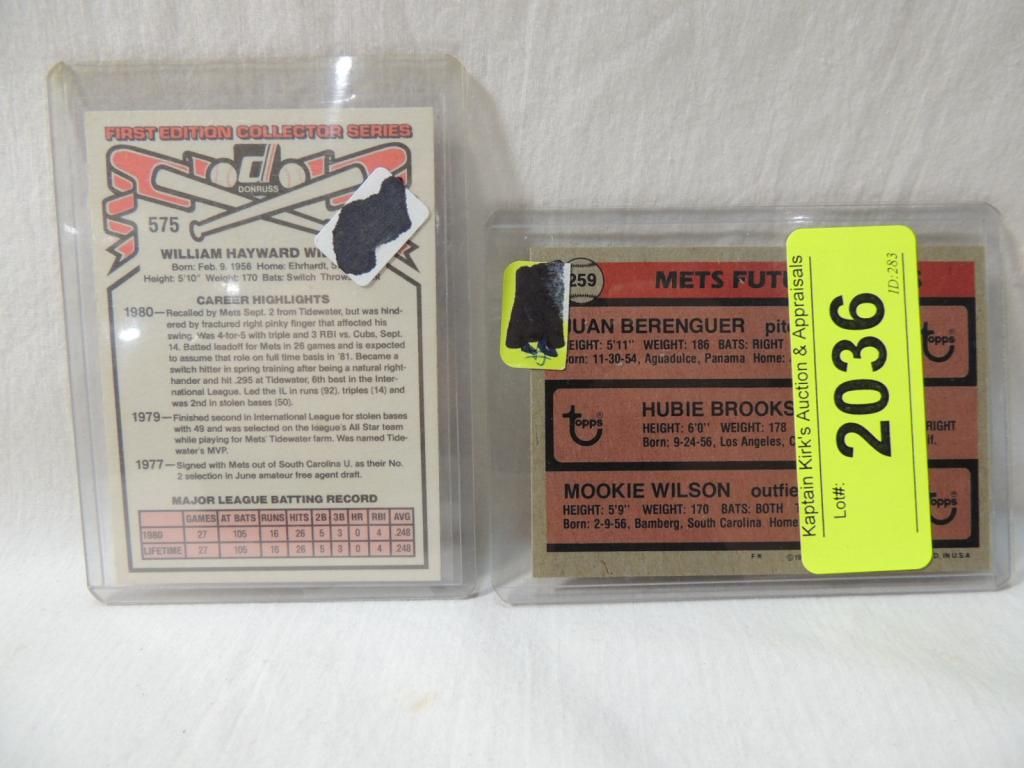 FIRST EDITION COLLECTOR SERIES
d
DONRUSS
575
WILLIAM HAYWARD
Born: Feb. 9, 1956 Home: Ehrhardt,
Height: 5'10" Weight: 170 Bats: Switch
CAREER HIGHLIGHTS
1980—Recalled by Mets Sept. 2 from Tidewater, but was hind-
ered by fractured right pinky finger that affected his
swing. Was 4-for-5 with triple and 3 RBI vs. Cubs, Sept.
14. Batted leadoff for Mets in 26 games and is expected
to assume that role on full time basis in '81. Became a
switch hitter in spring training after being a natural right-
hander and hit .295 at Tidewater, 6th best in the Inter-
national League. Led the IL in runs (92), triples (14) and
was 2nd in stolen bases (50).
1979—Finished second in International League for stolen bases
with 49 and was selected on the league's All Star team
while playing for Mets' Tidewater farm. Was named Tide-
water's MVP.
1977—Signed with Mets out of South Carolina U. as their No.
2 selection in June amateur free agent draft.
MAJOR LEAGUE BATTING RECORD
GAMES AT BATS RUNS HITS 2B 3B HR RBI AVG
1980 27 105 16 26 5 3 0 4 .248
LIFETIME 27 105 16 26 5 3 0 4 .248
259
METS
JUAN BERENGUER
HEIGHT: 5'11" WEIGHT: 186 BATS: RIGHT
Born: 11-30-54, Aguadulce, Panama Home:
topps
HUBIE BROOKS
HEIGHT: 6'0" WEIGHT: 178
RIGHT
Born: 9-24-56, Los Angeles,
topps®
MOOKIE WILSON
HEIGHT: 5'9" WEIGHT: 170 BATS: BOTH
Born: 2-9-56, Bamberg, South Carolina Home
topps
IN U.S.A
Kaptain Kirk's Auction & Appraisals
Lot#:
2036
ID:283